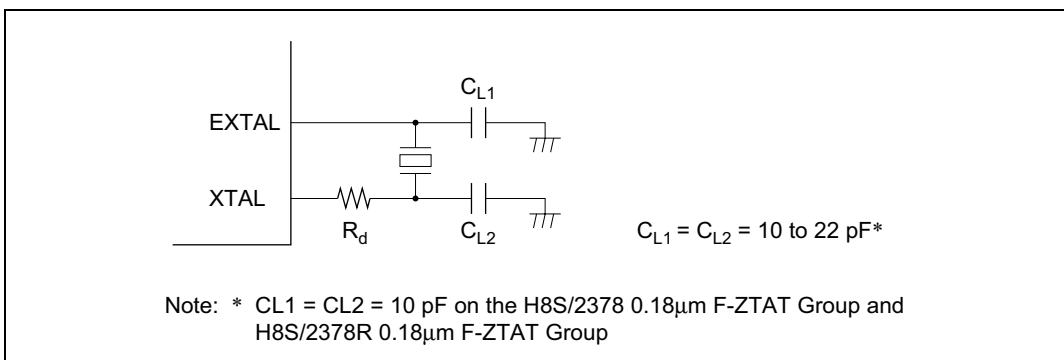 C_L1
EXTAL
XTAL
R_d
C_L2
C_L1 = C_L2 = 10 to 22 pF*
Note: * CL1 = CL2 = 10 pF on the H8S/2378 0.18μm F-ZTAT Group and
H8S/2378R 0.18μm F-ZTAT Group